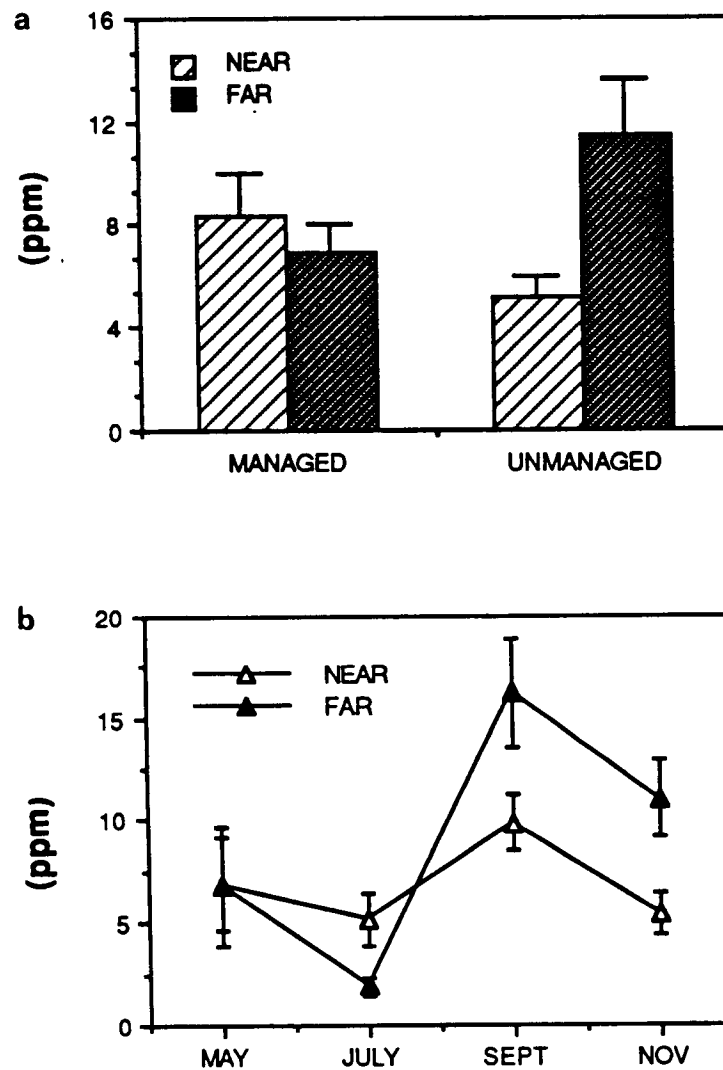 a
16
12
8
4
0
(ppm)
NEAR
FAR
MANAGED
UNMANAGED
b
20
15
10
5
0
(ppm)
NEAR
FAR
MAY
JULY
SEPT
NOV